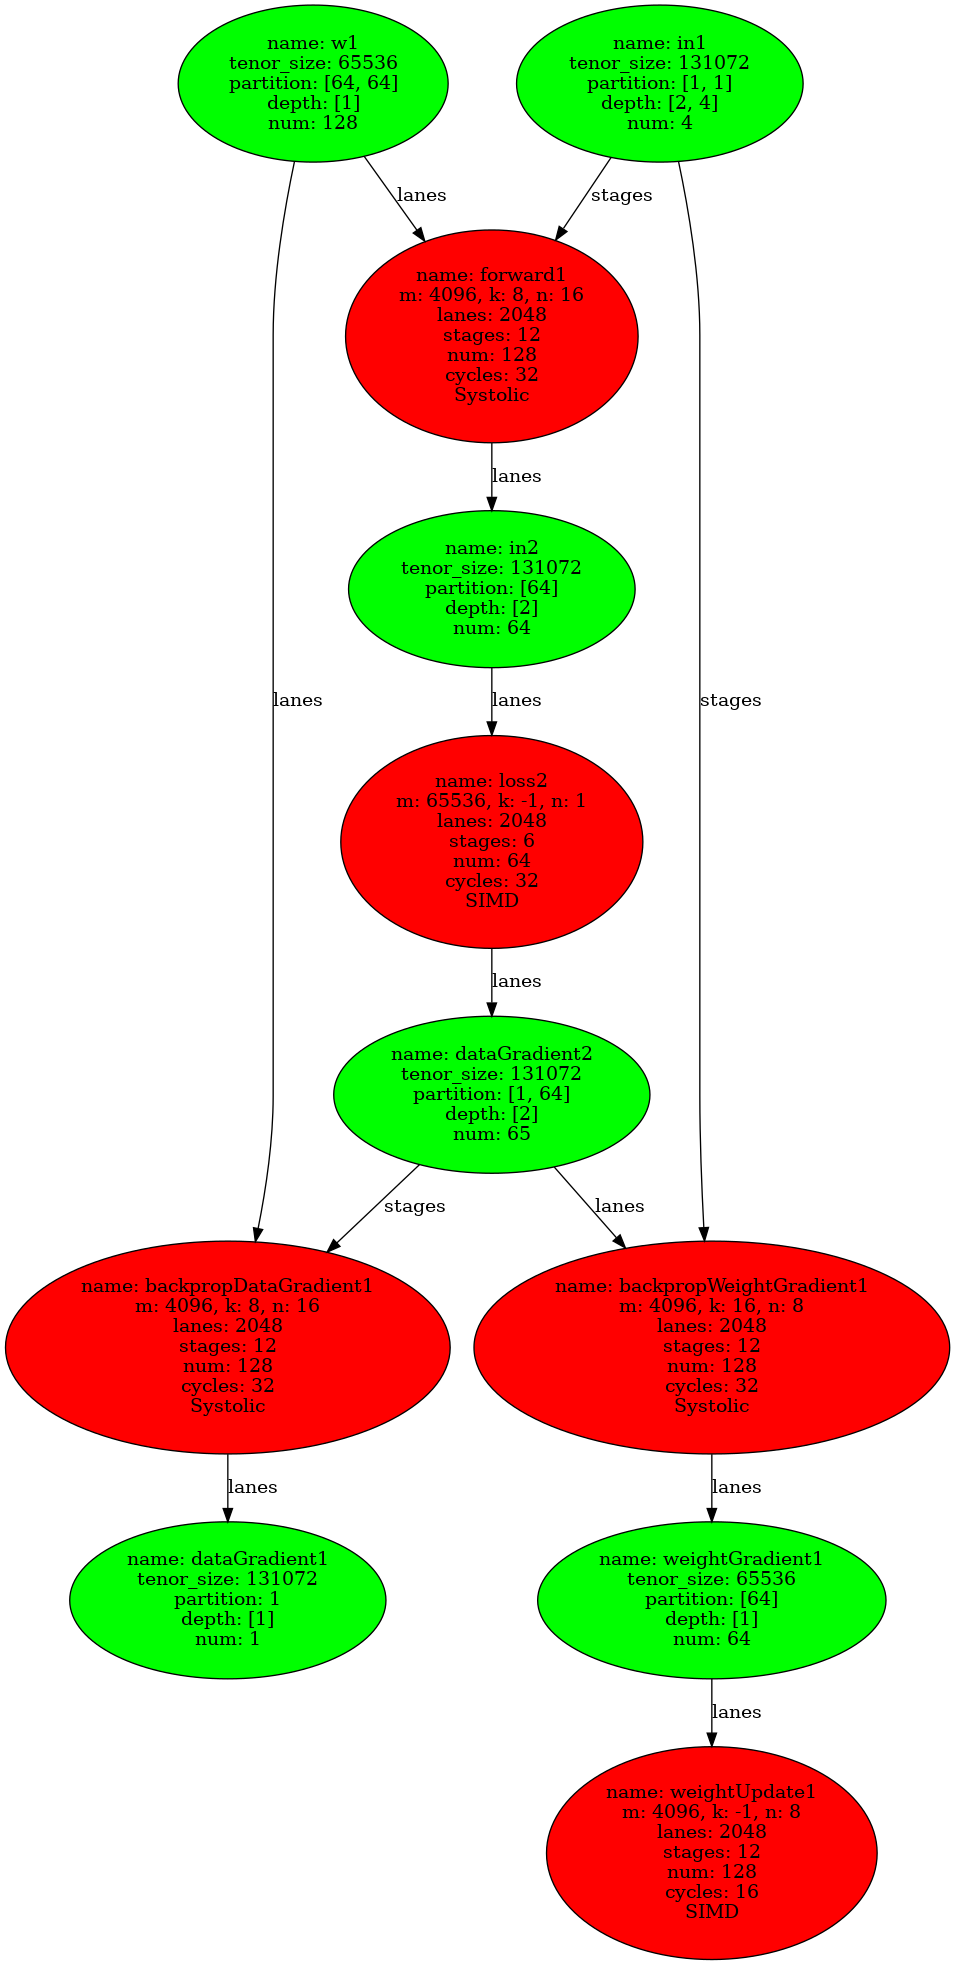 name: w1
tenor_size: 65536
partition: [64, 64]
depth: [1]
num: 128
name: in1
tenor_size: 131072
partition: [1, 1]
depth: [2, 4]
num: 4
lanes
stages
name: forward1
m: 4096, k: 8, n: 16
lanes: 2048
stages: 12
num: 128
cycles: 32
Systolic
lanes
name: in2
tenor_size: 131072
partition: [64]
depth: [2]
num: 64
lanes
lanes
stages
name: loss2
m: 65536, k: -1, n: 1
lanes: 2048
stages: 6
num: 64
cycles: 32
SIMD
lanes
name: dataGradient2
tenor_size: 131072
partition: [1, 64]
depth: [2]
num: 65
stages
lanes
name: backpropDataGradient1
m: 4096, k: 8, n: 16
lanes: 2048
stages: 12
num: 128
cycles: 32
Systolic
name: backpropWeightGradient1
m: 4096, k: 16, n: 8
lanes: 2048
stages: 12
num: 128
cycles: 32
Systolic
lanes
lanes
name: dataGradient1
tenor_size: 131072
partition: 1
depth: [1]
num: 1
name: weightGradient1
tenor_size: 65536
partition: [64]
depth: [1]
num: 64
lanes
name: weightUpdate1
m: 4096, k: -1, n: 8
lanes: 2048
stages: 12
num: 128
cycles: 16
SIMD